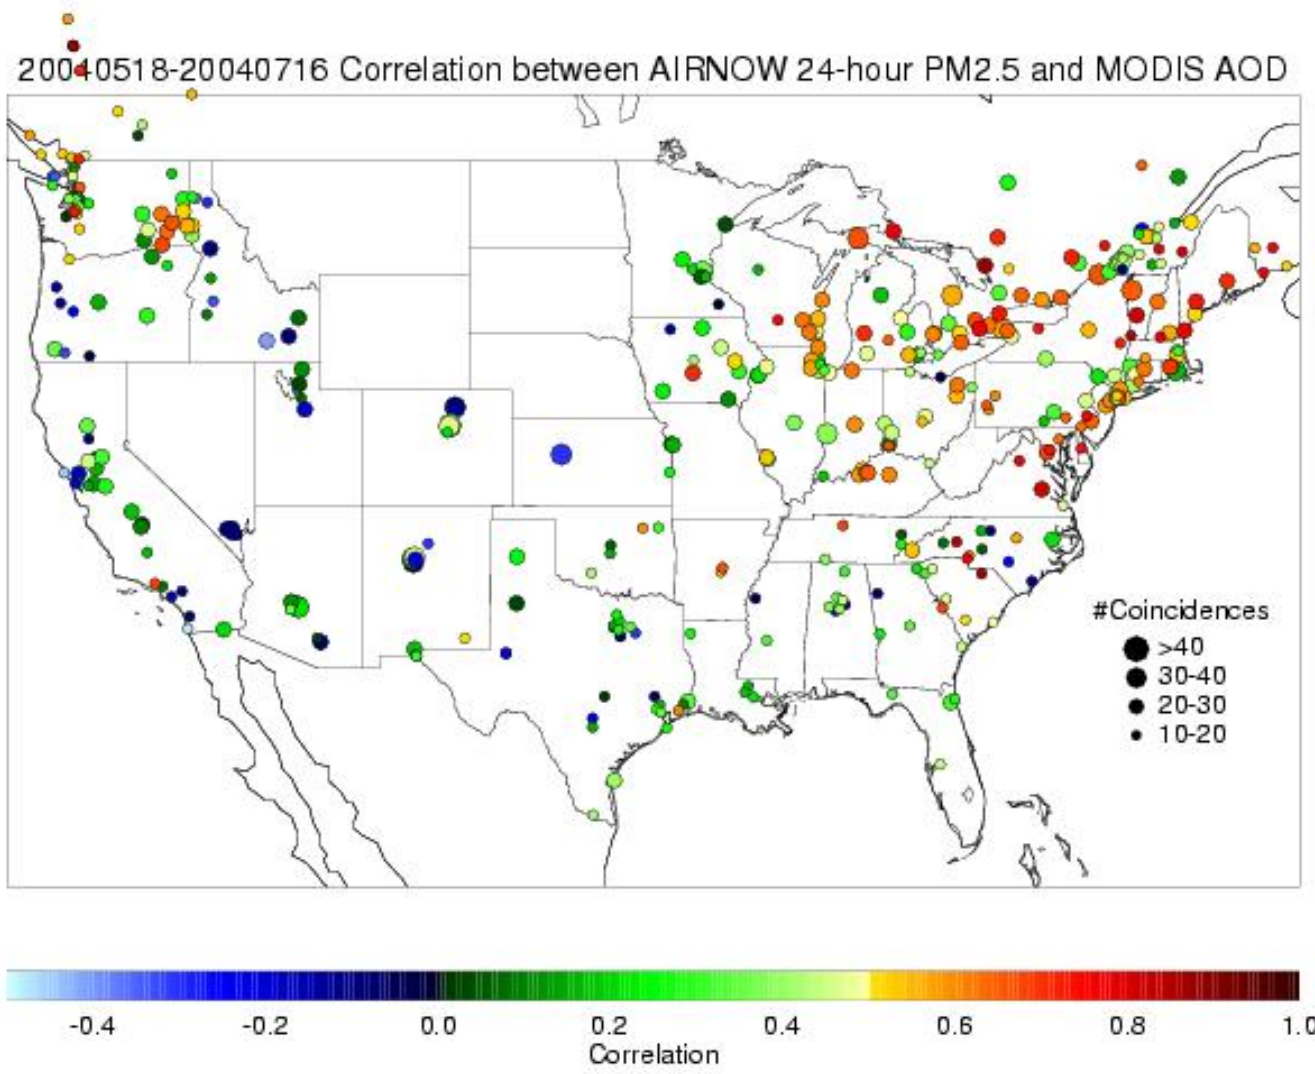 20040518-20040716 Correlation between AIRNOW 24-hour PM2.5 and MODIS AOD
#Coincidences
>40
30-40
20-30
10-20
-0.4 -0.2 0.0 0.2 0.4 0.6 0.8 1.0
Correlation